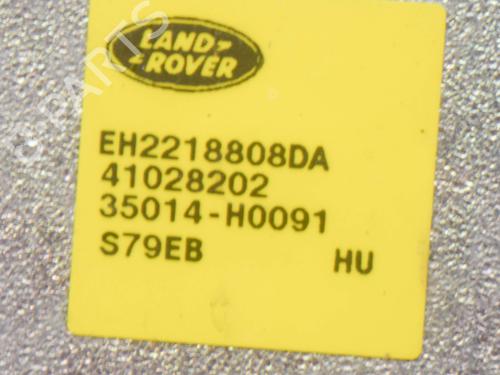 LAND
ROVER
EH2218808DA
41028202
35014-H0091
S79EB HU